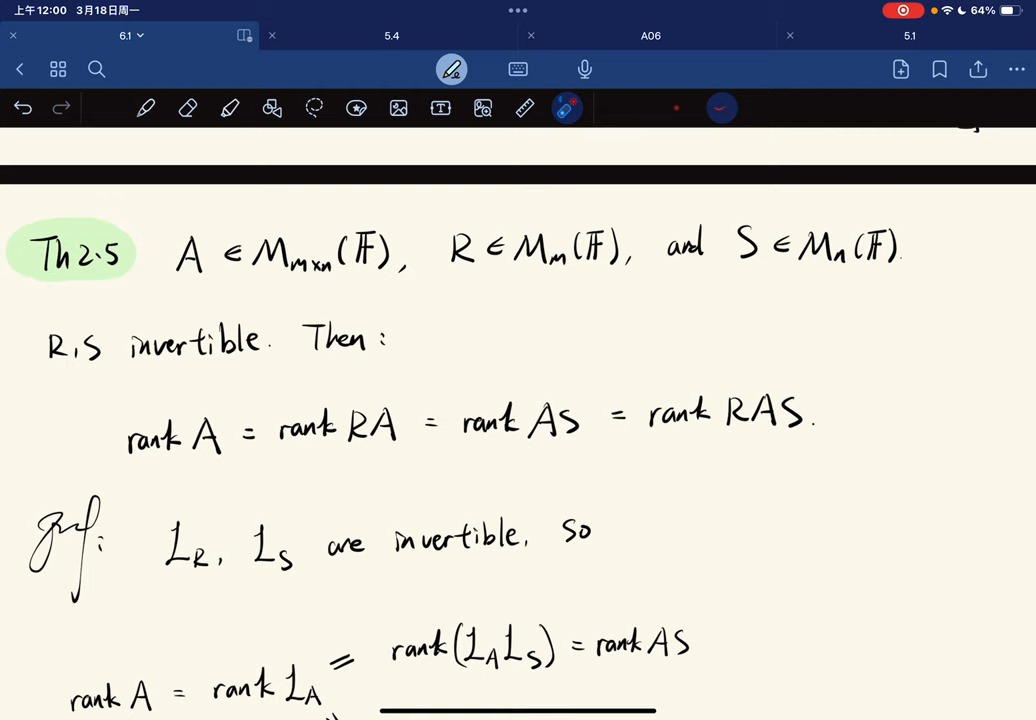 上午12:00 3月18日周一
64%
6.1 5.4 A06 5.1
Th 2.5 A ∈ M_{m×n}(𝔽), R ∈ M_m(𝔽), and S ∈ M_n(𝔽).
R,S invertible. Then:
rank A = rank RA = rank AS = rank RAS.
L_R, L_S are invertible, so
rank(L_A L_S) = rank AS
rank A = rank L_A =